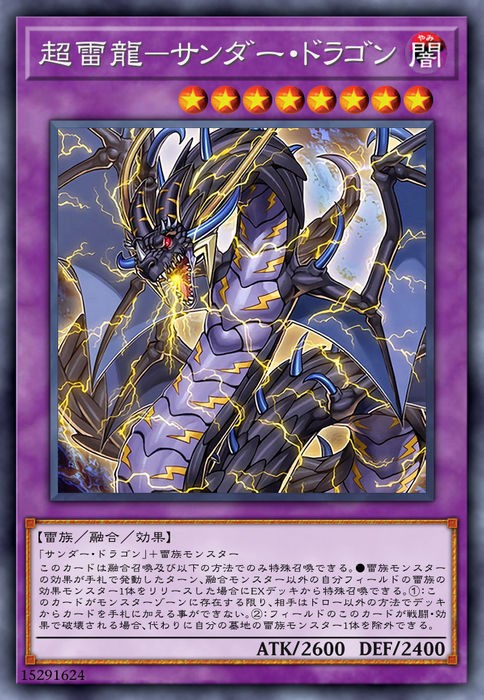 超雷龍－サンダー・ドラゴン
闇
やみ
【雷族／融合／効果】
「サンダー・ドラゴン」＋雷族モンスター
このカードは融合召喚及び以下の方法でのみ特殊召喚できる。●雷族モンスター
の効果が手札で発動したターン、融合モンスター以外の自分フィールドの雷族の
効果モンスター1体をリリースした場合にEXデッキから特殊召喚できる。①：こ
のカードがモンスターゾーンに存在する限り、相手はドロー以外の方法でデッキ
からカードを手札に加える事ができない。②：フィールドのこのカードが戦闘・効
果で破壊される場合、代わりに自分の墓地の雷族モンスター1体を除外できる。
ATK/2600 DEF/2400
15291624